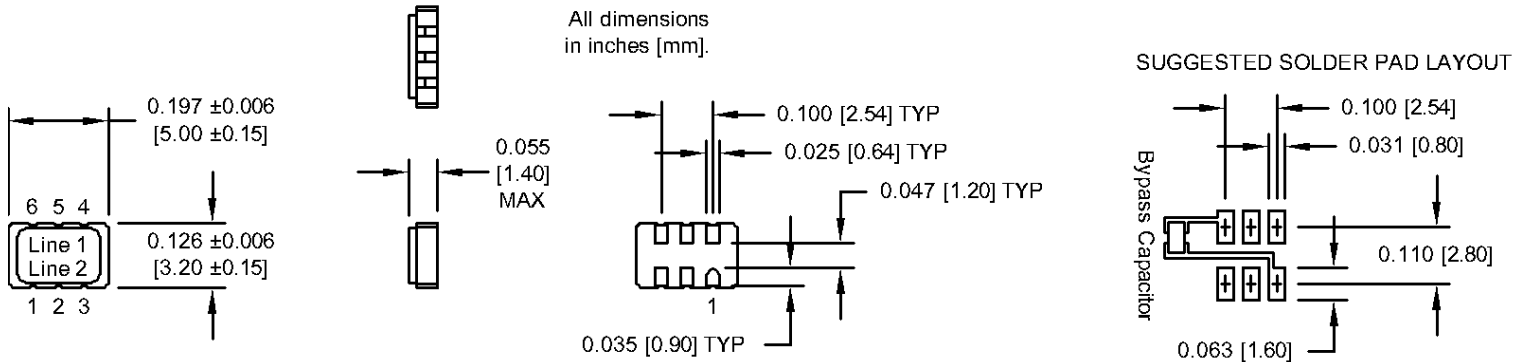 All dimensions
in inches [mm].
SUGGESTED SOLDER PAD LAYOUT
0.197 ±0.006
[5.00 ±0.15]
0.055
[1.40]
MAX
0.100 [2.54] TYP
0.025 [0.64] TYP
0.047 [1.20] TYP
0.100 [2.54]
0.031 [0.80]
Bypass Capacitor
6 5 4
Line 1
Line 2
1 2 3
0.126 ±0.006
[3.20 ±0.15]
1
0.035 [0.90] TYP
0.110 [2.80]
0.063 [1.60]